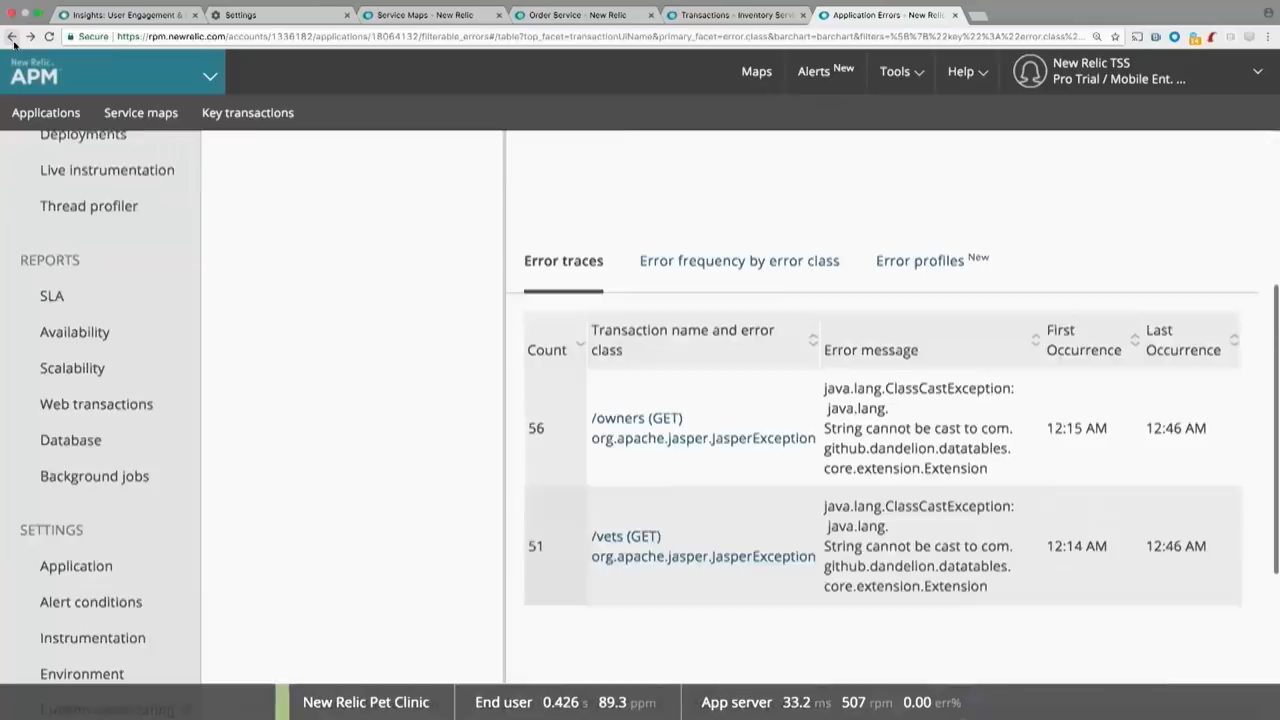 Insights: User Engagement &
Settings
Service Maps - New Relic
Order Service - New Relic
Transactions - Inventory Servic
Application Errors - New Relic
Secure https://rpm.newrelic.com/accounts/1336182/applications/18064132/filterable_errors#/table?top_facet=transactionUiName&primary_facet=error.class&barchart=barchart&filters=%5B%7B%22key%22%3A%22error.class%2...
New Relic
APM
Maps
Alerts New
Tools
Help
New Relic TSS
Pro Trial / Mobile Ent. ...
Applications
Service maps
Key transactions
Deployments
Live instrumentation
Thread profiler
REPORTS
SLA
Availability
Scalability
Web transactions
Database
Background jobs
SETTINGS
Application
Alert conditions
Instrumentation
Environment
Error traces
Error frequency by error class
Error profiles New
Count
Transaction name and error
class
Error message
First
Occurrence
Last
Occurrence
56
/owners (GET)
org.apache.jasper.JasperException
java.lang.ClassCastException:
java.lang.
String cannot be cast to com.
github.dandelion.datatables.
core.extension.Extension
12:15 AM
12:46 AM
51
/vets (GET)
org.apache.jasper.JasperException
java.lang.ClassCastException:
java.lang.
String cannot be cast to com.
github.dandelion.datatables.
core.extension.Extension
12:14 AM
12:46 AM
New Relic Pet Clinic
End user 0.426 s 89.3 ppm
App server 33.2 ms 507 rpm 0.00 err%